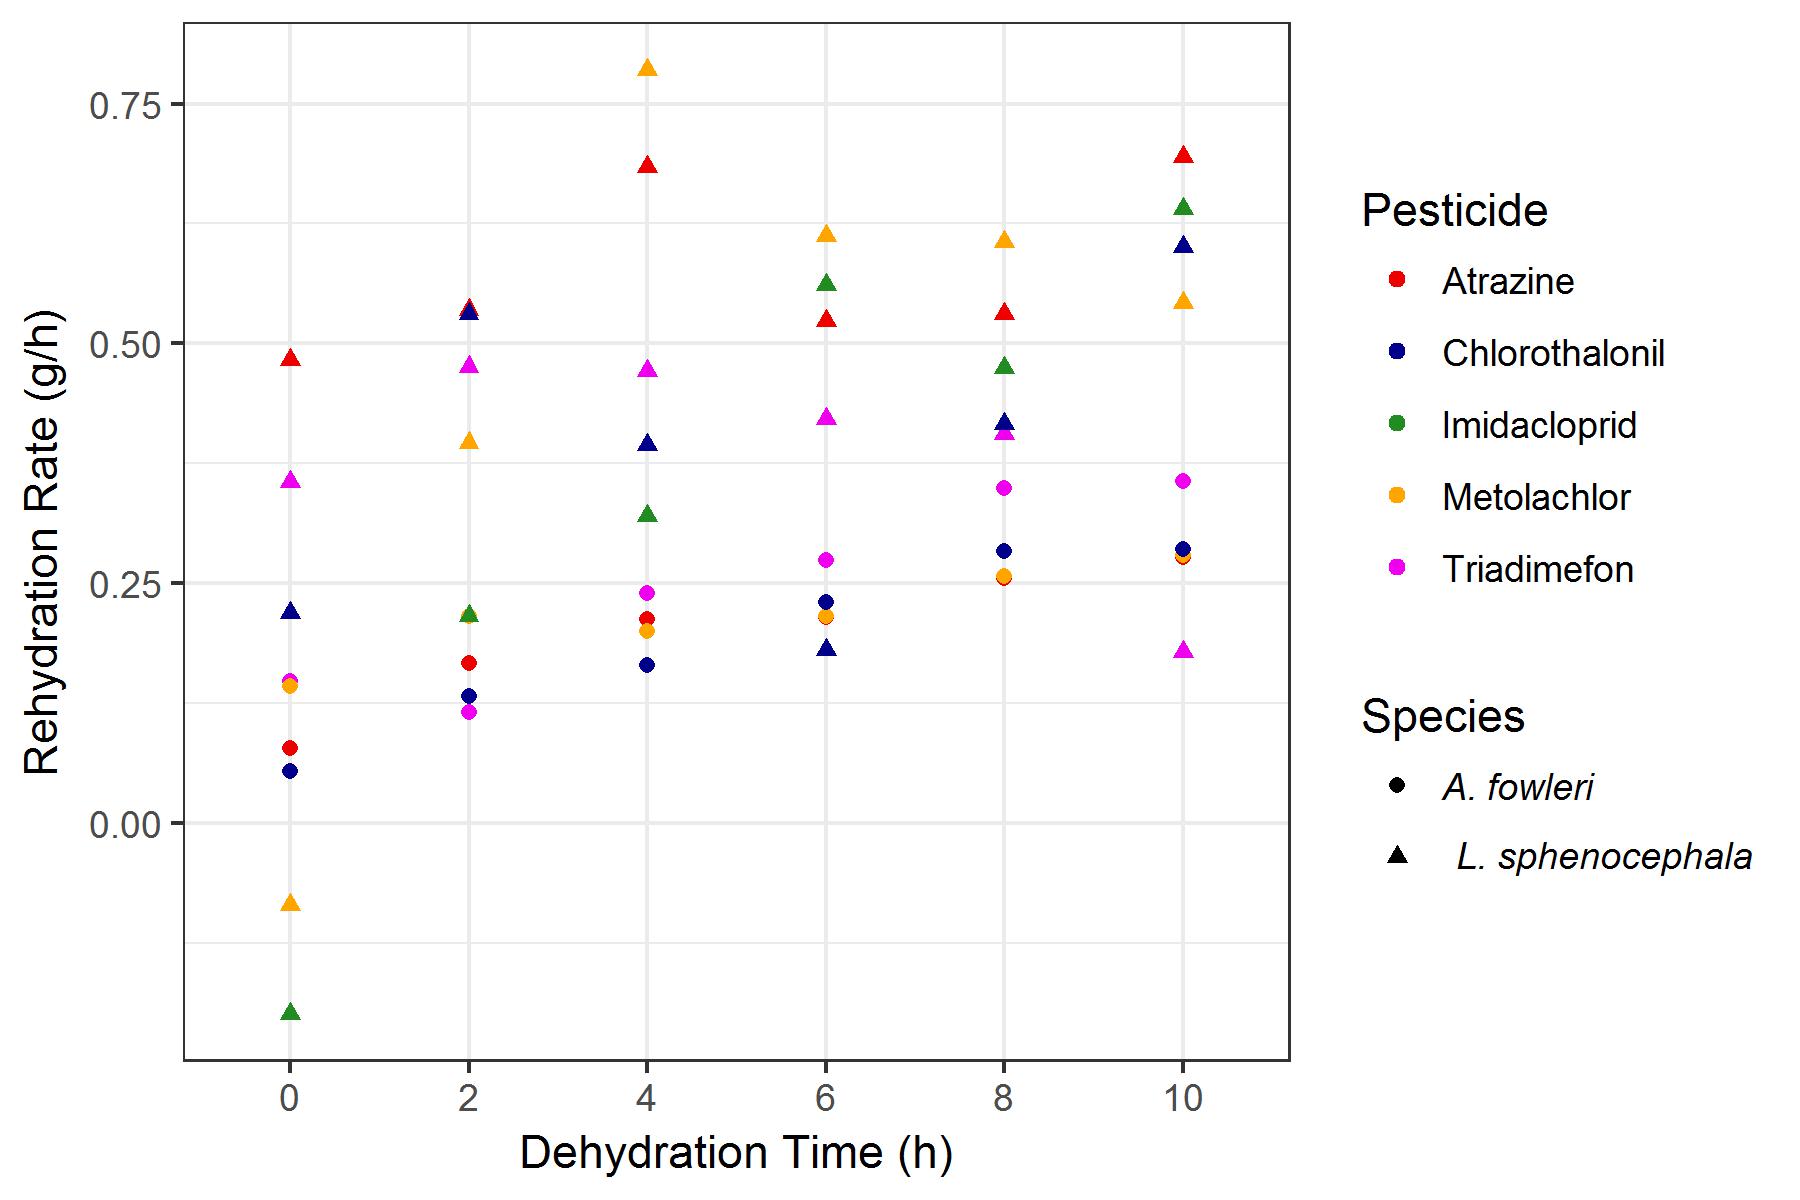 0.75
0.50
0.25
0.00
Rehydration Rate (g/h)
0 2 4 6 8 10
Dehydration Time (h)
Pesticide
Atrazine
Chlorothalonil
Imidacloprid
Metolachlor
Triadimefon
Species
A. fowleri
L. sphenocephala